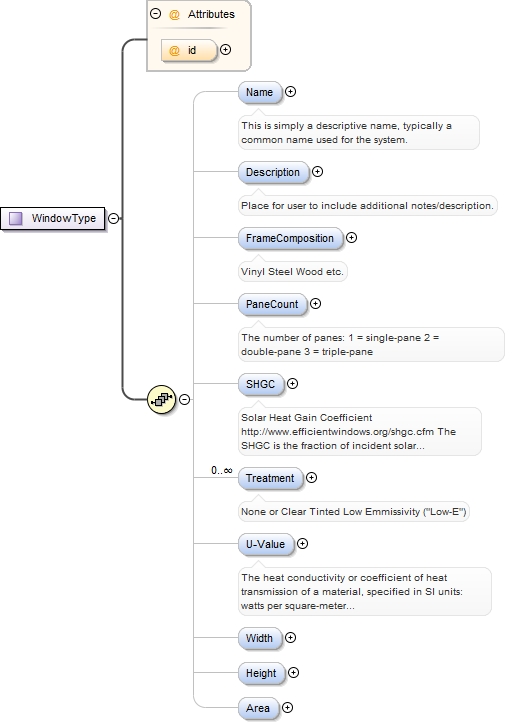 @ Attributes
@ id
Name
This is simply a descriptive name, typically a
common name used for the system.
Description
Place for user to include additional notes/description.
WindowType
FrameComposition
Vinyl Steel Wood etc.
PaneCount
The number of panes: 1 = single-pane 2 =
double-pane 3 = triple-pane
SHGC
Solar Heat Gain Coefficient
http://www.efficientwindows.org/shgc.cfm The
SHGC is the fraction of incident solar...
0..∞
Treatment
None or Clear Tinted Low Emmissivity ("Low-E")
U-Value
The heat conductivity or coefficient of heat
transmission of a material, specified in SI units:
watts per square-meter...
Width
Height
Area